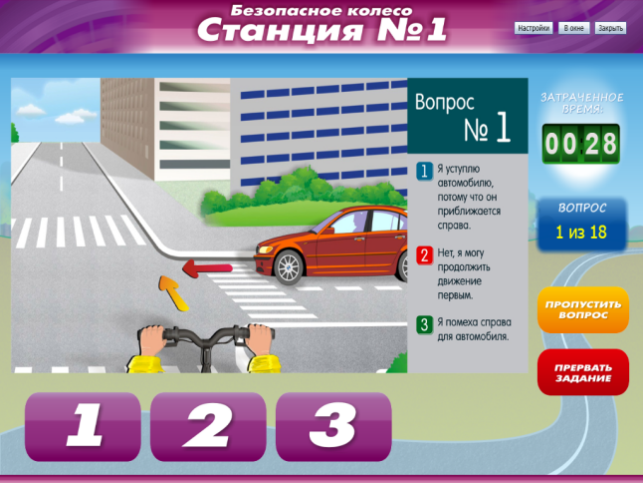 Безопасное колесо
Станция №1
Настройки
В окне
Закрыть
Вопрос
№ 1
1 Я уступлю
автомобилю,
потому что он
приближается
справа.
2 Нет, я могу
продолжить
движение
первым.
3 Я помеха справа
для автомобиля.
ЗАТРАЧЕННОЕ
ВРЕМЯ:
00:28
ВОПРОС
1 из 18
ПРОПУСТИТЬ
ВОПРОС
ПРЕРВАТЬ
ЗАДАНИЕ
1 2 3